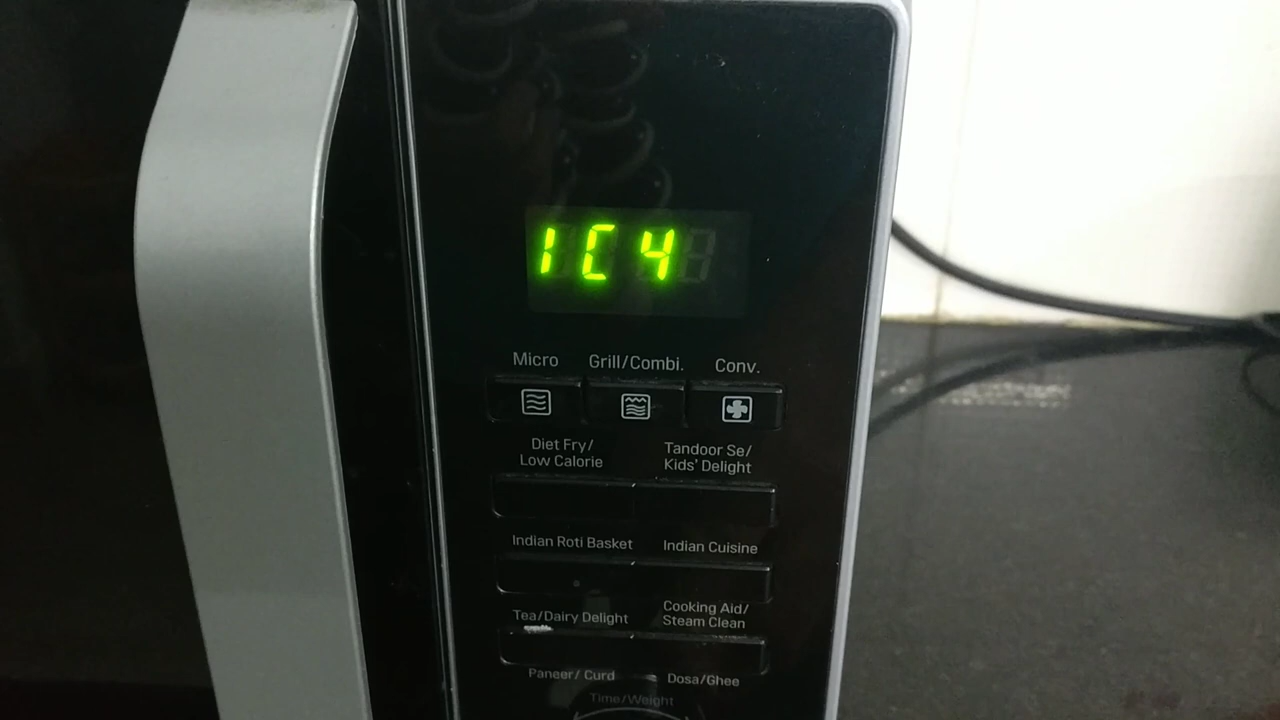 1C4
Micro Grill/Combi. Conv.
Diet Fry/
Low Calorie
Tandoor Se/
Kids' Delight
Indian Roti Basket Indian Cuisine
Tea/Dairy Delight
Cooking Aid/
Steam Clean
Paneer/ Curd Dosa/Ghee
Time/Weight